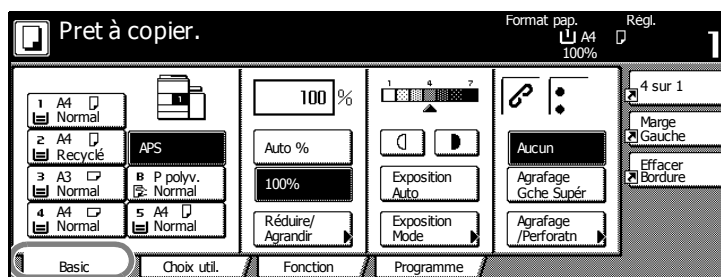 Pret à copier.
Format pap.
A4
100%
Régl.
1
1 A4
Normal
2 A4
Recyclé
3 A3
Normal
4 A4
Normal
1
APS
B P polyv.
Normal
5 A4
Normal
100 %
Auto %
100%
Réduire/
Agrandir
1 4 7
Exposition
Auto
Exposition
Mode
Aucun
Agrafage
Gche Supér
Agrafage
/Perforatn
4 sur 1
Marge
Gauche
Effacer
Bordure
Basic
Choix util.
Fonction
Programme